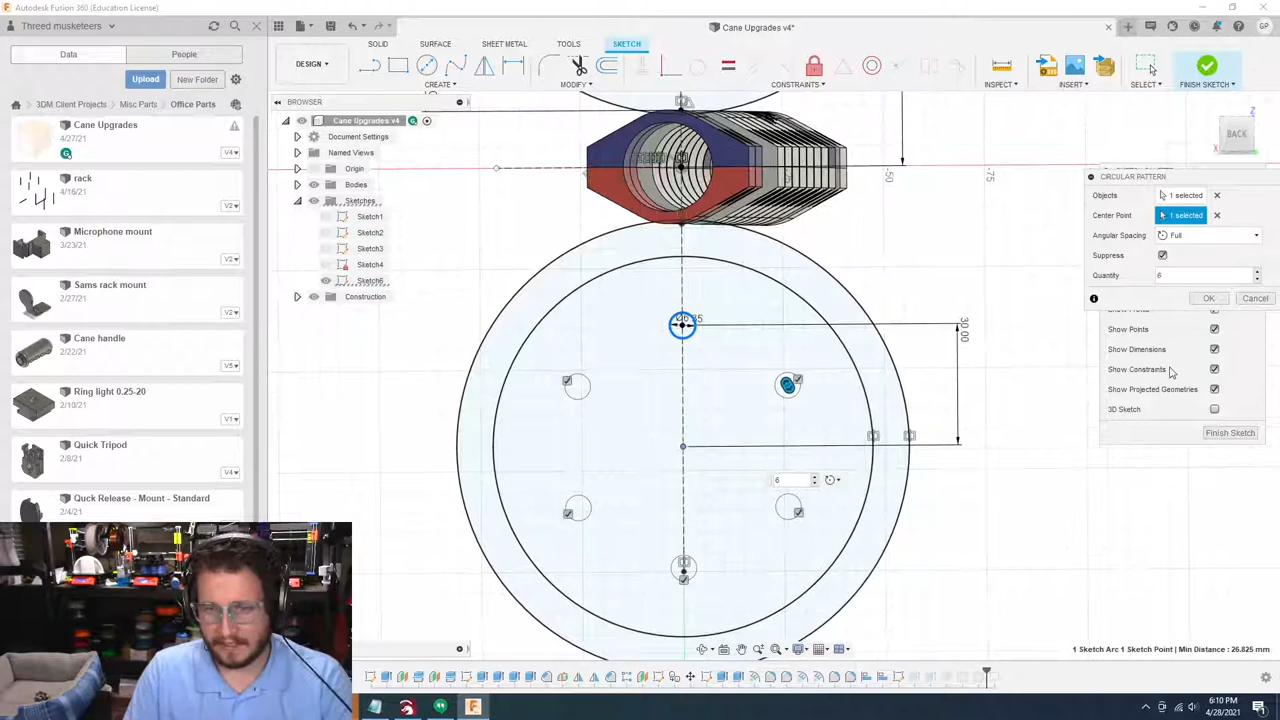 Autodesk Fusion 360 (Education License)
Threed musketeers
Cane Upgrades v4*
GP
Data
People
SOLID
SURFACE
SHEET METAL
TOOLS
SKETCH
DESIGN
Upload
New Folder
CREATE
MODIFY
CONSTRAINTS
INSPECT
INSERT
SELECT
FINISH SKETCH
3DM Client Projects
Misc Parts
Office Parts
BROWSER
Cane Upgrades
4/27/21
G
V4
Cane Upgrades v4
Document Settings
Named Views
Origin
Bodies
Sketches
Sketch1
Sketch2
Sketch3
Sketch4
Sketch6
Construction
rack
4/16/21
V2
Microphone mount
3/23/21
V2
Sams rack mount
2/27/21
V2
Cane handle
2/22/21
V5
Ring light 0.25-20
2/10/21
V1
Quick Tripod
2/8/21
V4
Quck Release - Mount - Standard
2/4/21
Z
BACK
X
-50
-75
30.00
6
CIRCULAR PATTERN
Objects
1 selected
Center Point
1 selected
Angular Spacing
Full
Suppress
Quantity
6
OK
Cancel
Show Points
Show Dimensions
Show Constraints
Show Projected Geometries
3D Sketch
Finish Sketch
1 Sketch Arc 1 Sketch Point | Min Distance : 26.825 mm
6:10 PM
4/28/2021